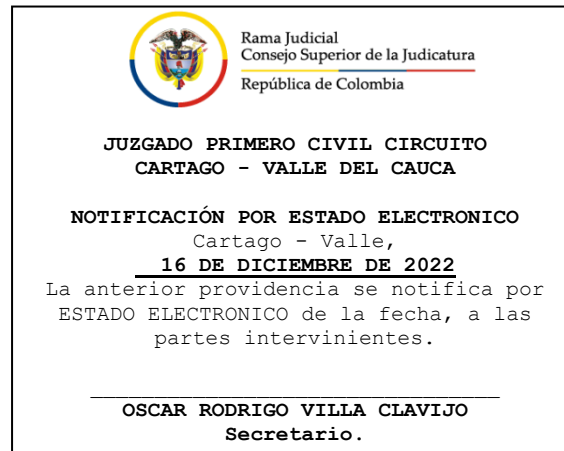 Rama Judicial
Consejo Superior de la Judicatura
República de Colombia
JUZGADO PRIMERO CIVIL CIRCUITO
CARTAGO - VALLE DEL CAUCA
NOTIFICACIÓN POR ESTADO ELECTRONICO
Cartago - Valle,
16 DE DICIEMBRE DE 2022
La anterior providencia se notifica por
ESTADO ELECTRONICO de la fecha, a las
partes intervinientes.
OSCAR RODRIGO VILLA CLAVIJO
Secretario.